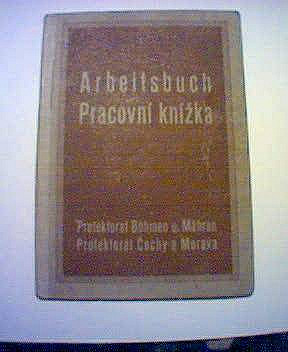 Arbeitsbuch
Pracovní knížka
Protektorat Böhmen u. Mähren
Protektorát Čechy a Morava